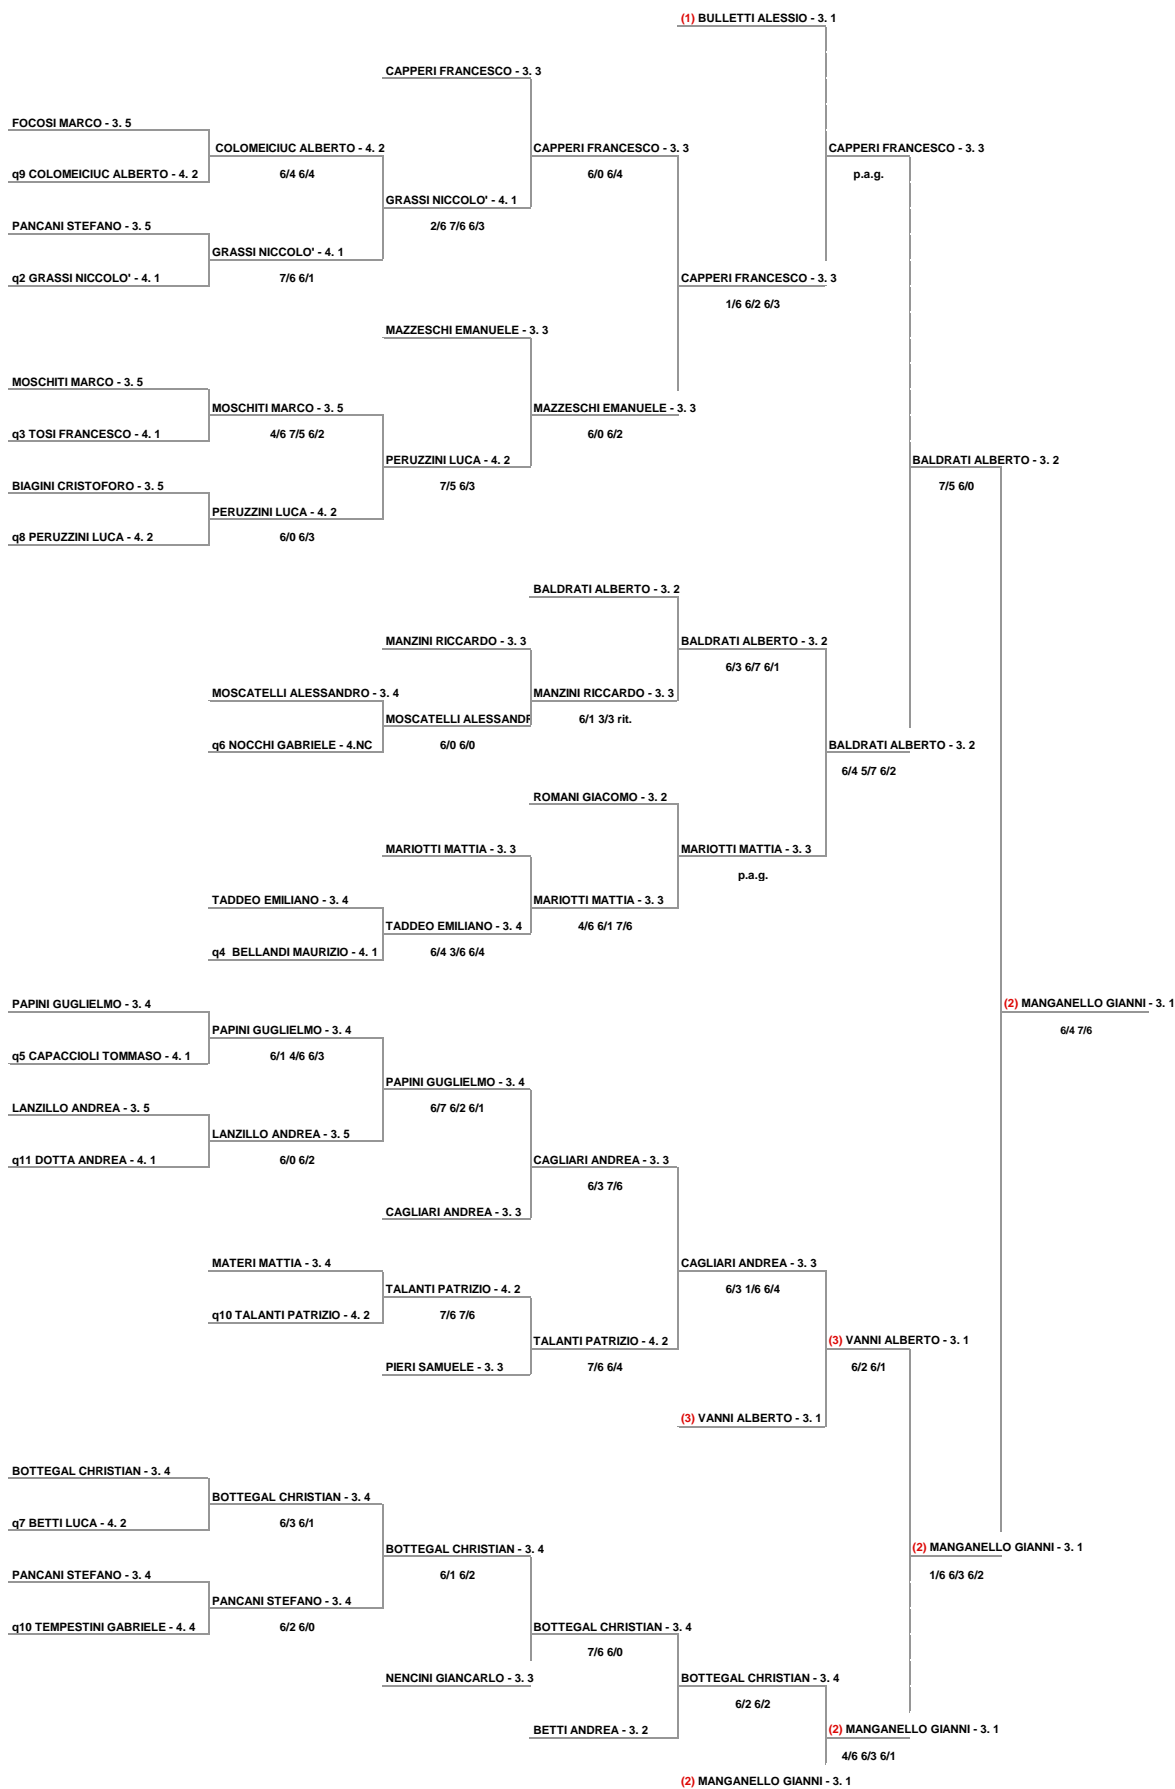 (1) BULLETTI ALESSIO - 3. 1
CAPPERI FRANCESCO - 3. 3
FOCOSI MARCO - 3. 5
COLOMEICIUC ALBERTO - 4. 2
CAPPERI FRANCESCO - 3. 3
CAPPERI FRANCESCO - 3. 3
q9 COLOMEICIUC ALBERTO - 4. 2
6/4 6/4
6/0 6/4
p.a.g.
GRASSI NICCOLO' - 4. 1
PANCANI STEFANO - 3. 5
2/6 7/6 6/3
GRASSI NICCOLO' - 4. 1
q2 GRASSI NICCOLO' - 4. 1
7/6 6/1
CAPPERI FRANCESCO - 3. 3
1/6 6/2 6/3
MAZZESCHI EMANUELE - 3. 3
MOSCHITI MARCO - 3. 5
MOSCHITI MARCO - 3. 5
MAZZESCHI EMANUELE - 3. 3
q3 TOSI FRANCESCO - 4. 1
4/6 7/5 6/2
6/0 6/2
PERUZZINI LUCA - 4. 2
BALDRATI ALBERTO - 3. 2
BIAGINI CRISTOFORO - 3. 5
7/5 6/3
7/5 6/0
PERUZZINI LUCA - 4. 2
q8 PERUZZINI LUCA - 4. 2
6/0 6/3
BALDRATI ALBERTO - 3. 2
MANZINI RICCARDO - 3. 3
BALDRATI ALBERTO - 3. 2
6/3 6/7 6/1
MOSCATELLI ALESSANDRO - 3. 4
MANZINI RICCARDO - 3. 3
MOSCATELLI ALESSANDR
6/1 3/3 rit.
q6 NOCCHI GABRIELE - 4.NC
6/0 6/0
BALDRATI ALBERTO - 3. 2
6/4 5/7 6/2
ROMANI GIACOMO - 3. 2
MARIOTTI MATTIA - 3. 3
MARIOTTI MATTIA - 3. 3
p.a.g.
TADDEO EMILIANO - 3. 4
MARIOTTI MATTIA - 3. 3
TADDEO EMILIANO - 3. 4
4/6 6/1 7/6
q4 BELLANDI MAURIZIO - 4. 1
6/4 3/6 6/4
PAPINI GUGLIELMO - 3. 4
(2) MANGANELLO GIANNI - 3. 1
PAPINI GUGLIELMO - 3. 4
6/4 7/6
q5 CAPACCIOLI TOMMASO - 4. 1
6/1 4/6 6/3
PAPINI GUGLIELMO - 3. 4
LANZILLO ANDREA - 3. 5
6/7 6/2 6/1
LANZILLO ANDREA - 3. 5
q11 DOTTA ANDREA - 4. 1
6/0 6/2
CAGLIARI ANDREA - 3. 3
6/3 7/6
CAGLIARI ANDREA - 3. 3
MATERI MATTIA - 3. 4
CAGLIARI ANDREA - 3. 3
TALANTI PATRIZIO - 4. 2
6/3 1/6 6/4
q10 TALANTI PATRIZIO - 4. 2
7/6 7/6
TALANTI PATRIZIO - 4. 2
(3) VANNI ALBERTO - 3. 1
PIERI SAMUELE - 3. 3
7/6 6/4
6/2 6/1
(3) VANNI ALBERTO - 3. 1
BOTTEGAL CHRISTIAN - 3. 4
BOTTEGAL CHRISTIAN - 3. 4
q7 BETTI LUCA - 4. 2
6/3 6/1
BOTTEGAL CHRISTIAN - 3. 4
(2) MANGANELLO GIANNI - 3. 1
PANCANI STEFANO - 3. 4
6/1 6/2
1/6 6/3 6/2
PANCANI STEFANO - 3. 4
q10 TEMPESTINI GABRIELE - 4. 4
6/2 6/0
BOTTEGAL CHRISTIAN - 3. 4
7/6 6/0
NENCINI GIANCARLO - 3. 3
BOTTEGAL CHRISTIAN - 3. 4
6/2 6/2
BETTI ANDREA - 3. 2
(2) MANGANELLO GIANNI - 3. 1
4/6 6/3 6/1
(2) MANGANELLO GIANNI - 3. 1